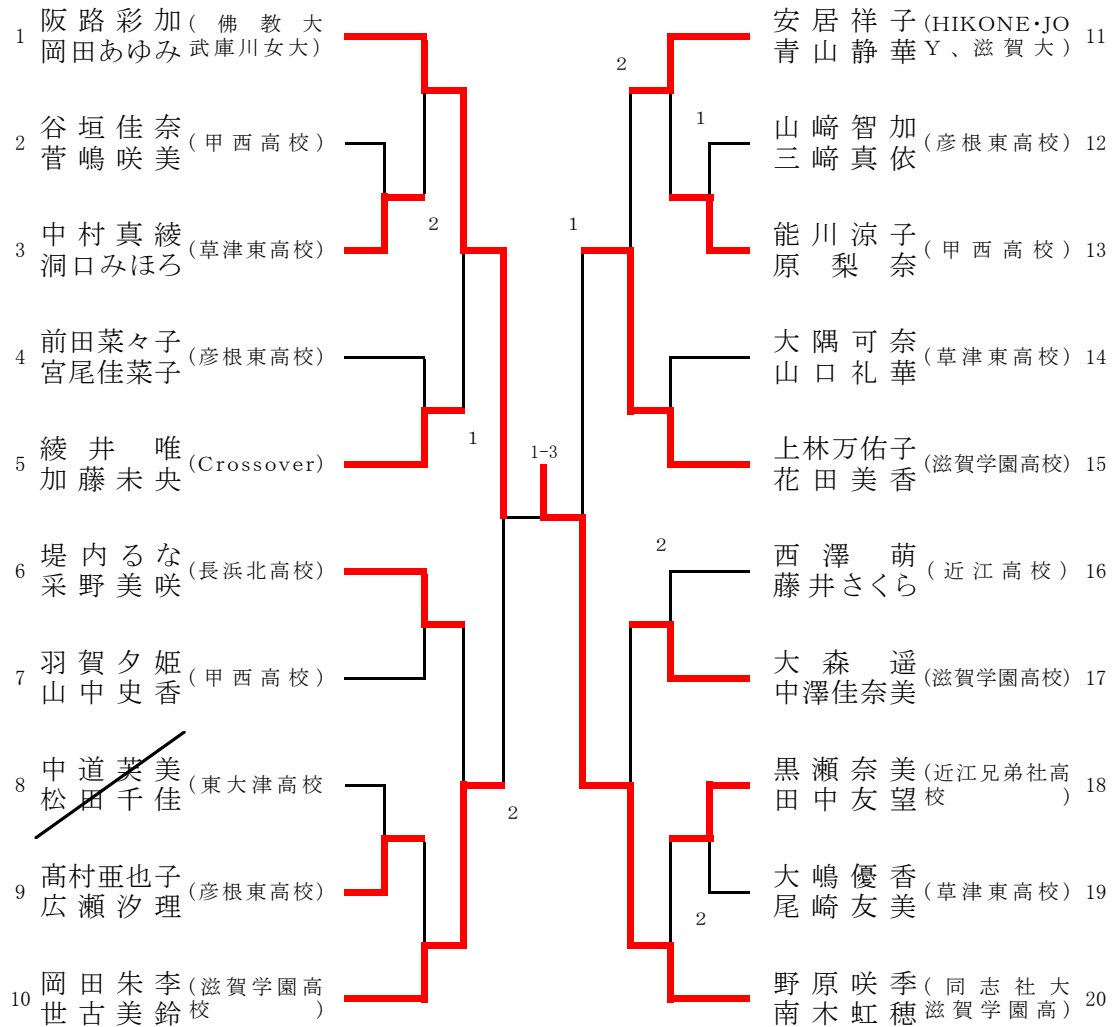 1 阪路彩加 (佛教大
岡田あゆみ 武庫川女大)
2 谷垣佳奈 (甲西高校)
菅嶋咲美
3 中村真綾 (草津東高校)
洞口みほろ
4 前田菜々子 (彦根東高校)
宮尾佳菜子
5 綾井唯 (Crossover)
加藤未央
6 堤内るな (長浜北高校)
采野美咲
7 羽賀夕姫 (甲西高校)
山中史香
8 中道芙美 (東大津高校
松田千佳
9 髙村亜也子 (彦根東高校)
広瀬汐理
10 岡田朱李 (滋賀学園高
世古美鈴 校)
2
1
2
1-3
2
1
1
2
2
安居祥子 (HIKONE・JO 11
青山静華 Y、滋賀大)
山﨑智加 (彦根東高校) 12
三﨑真依
能川涼子 (甲西高校) 13
原梨奈
大隅可奈 (草津東高校) 14
山口礼華
上林万佑子 (滋賀学園高校) 15
花田美香
西澤萌 (近江高校) 16
藤井さくら
大森遥 (滋賀学園高校) 17
中澤佳奈美
黒瀬奈美 (近江兄弟社高 18
田中友望 校)
大嶋優香 (草津東高校) 19
尾崎友美
野原咲季 (同志社大 20
南木虹穂 滋賀学園高)